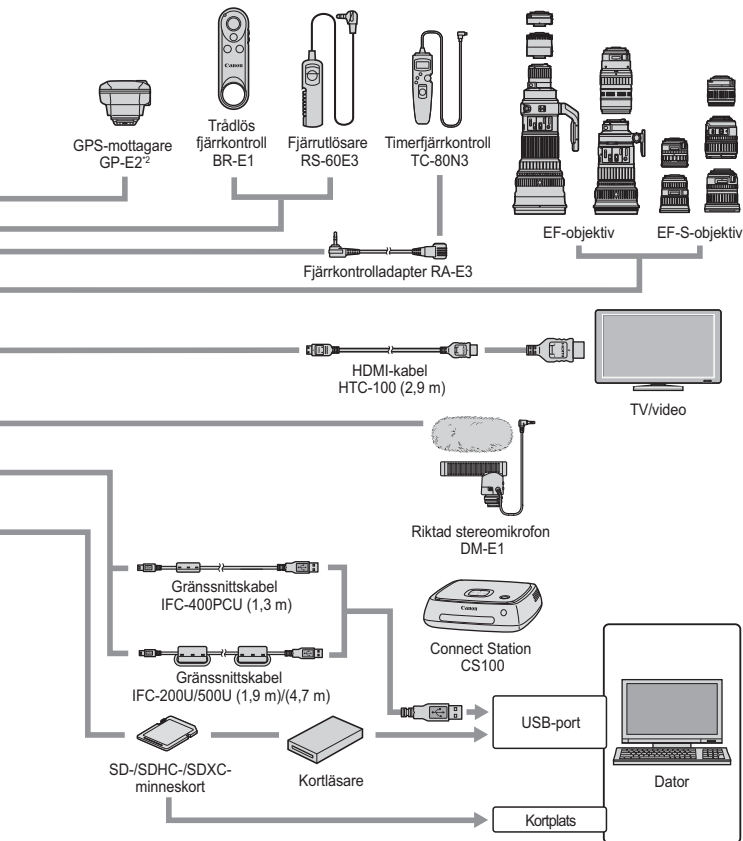 Canon
GPS-mottagare
GP-E2*2
Trådlös
fjärrkontroll
BR-E1
Fjärrutlösare
RS-60E3
Timerfjärrkontroll
TC-80N3
EF-objektiv
EF-S-objektiv
Fjärrkontrolladapter RA-E3
HDMI-kabel
HTC-100 (2,9 m)
TV/video
Riktad stereomikrofon
DM-E1
Gränssnittskabel
IFC-400PCU (1,3 m)
Canon
Connect Station
CS100
Gränssnittskabel
IFC-200U/500U (1,9 m)/(4,7 m)
USB-port
SD-/SDHC-/SDXC-
minneskort
Kortläsare
Dator
Kortplats